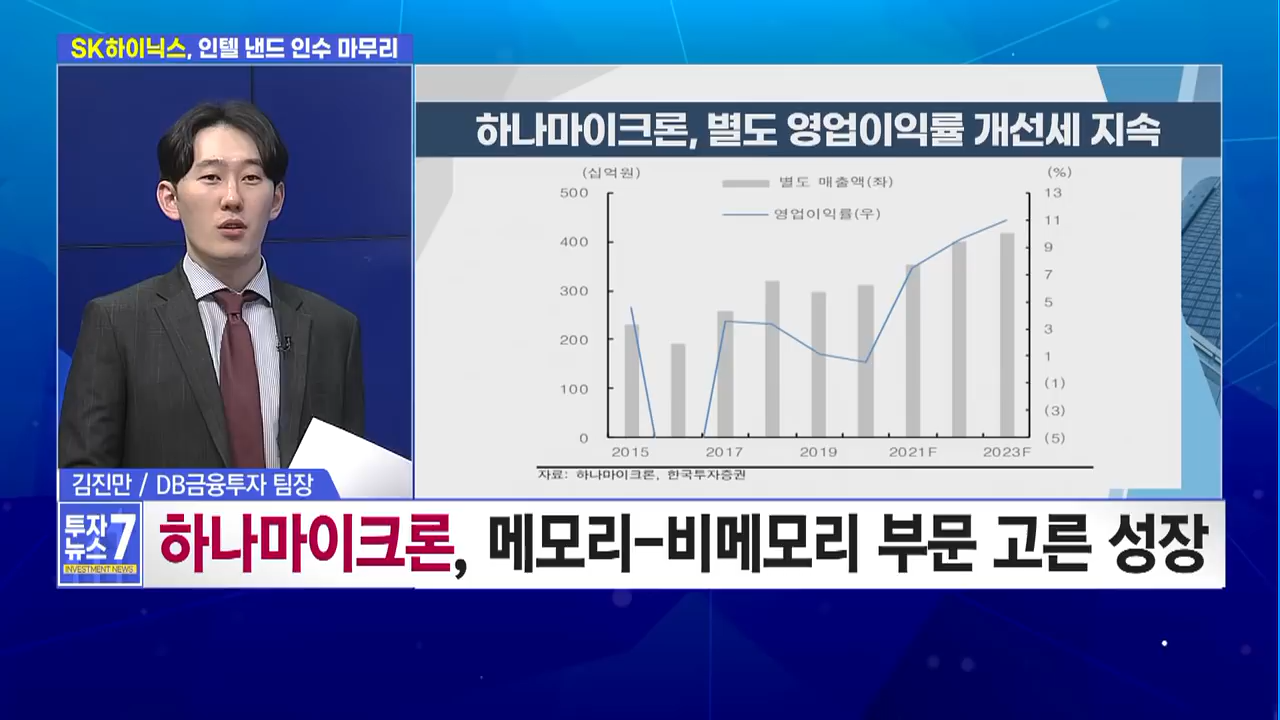 SK하이닉스, 인텔 낸드 인수 마무리
하나마이크론, 별도 영업이익률 개선세 지속
(십억원)
(%)
별도 매출액(좌)
영업이익률(우)
500
400
300
200
100
0
13
11
9
7
5
3
1
(1)
(3)
(5)
2015 2017 2019 2021F 2023F
자료: 하나마이크론, 한국투자증권
김진만 / DB금융투자 팀장
투자
뉴스 7
INVESTMENT NEWS
하나마이크론, 메모리-비메모리 부문 고른 성장